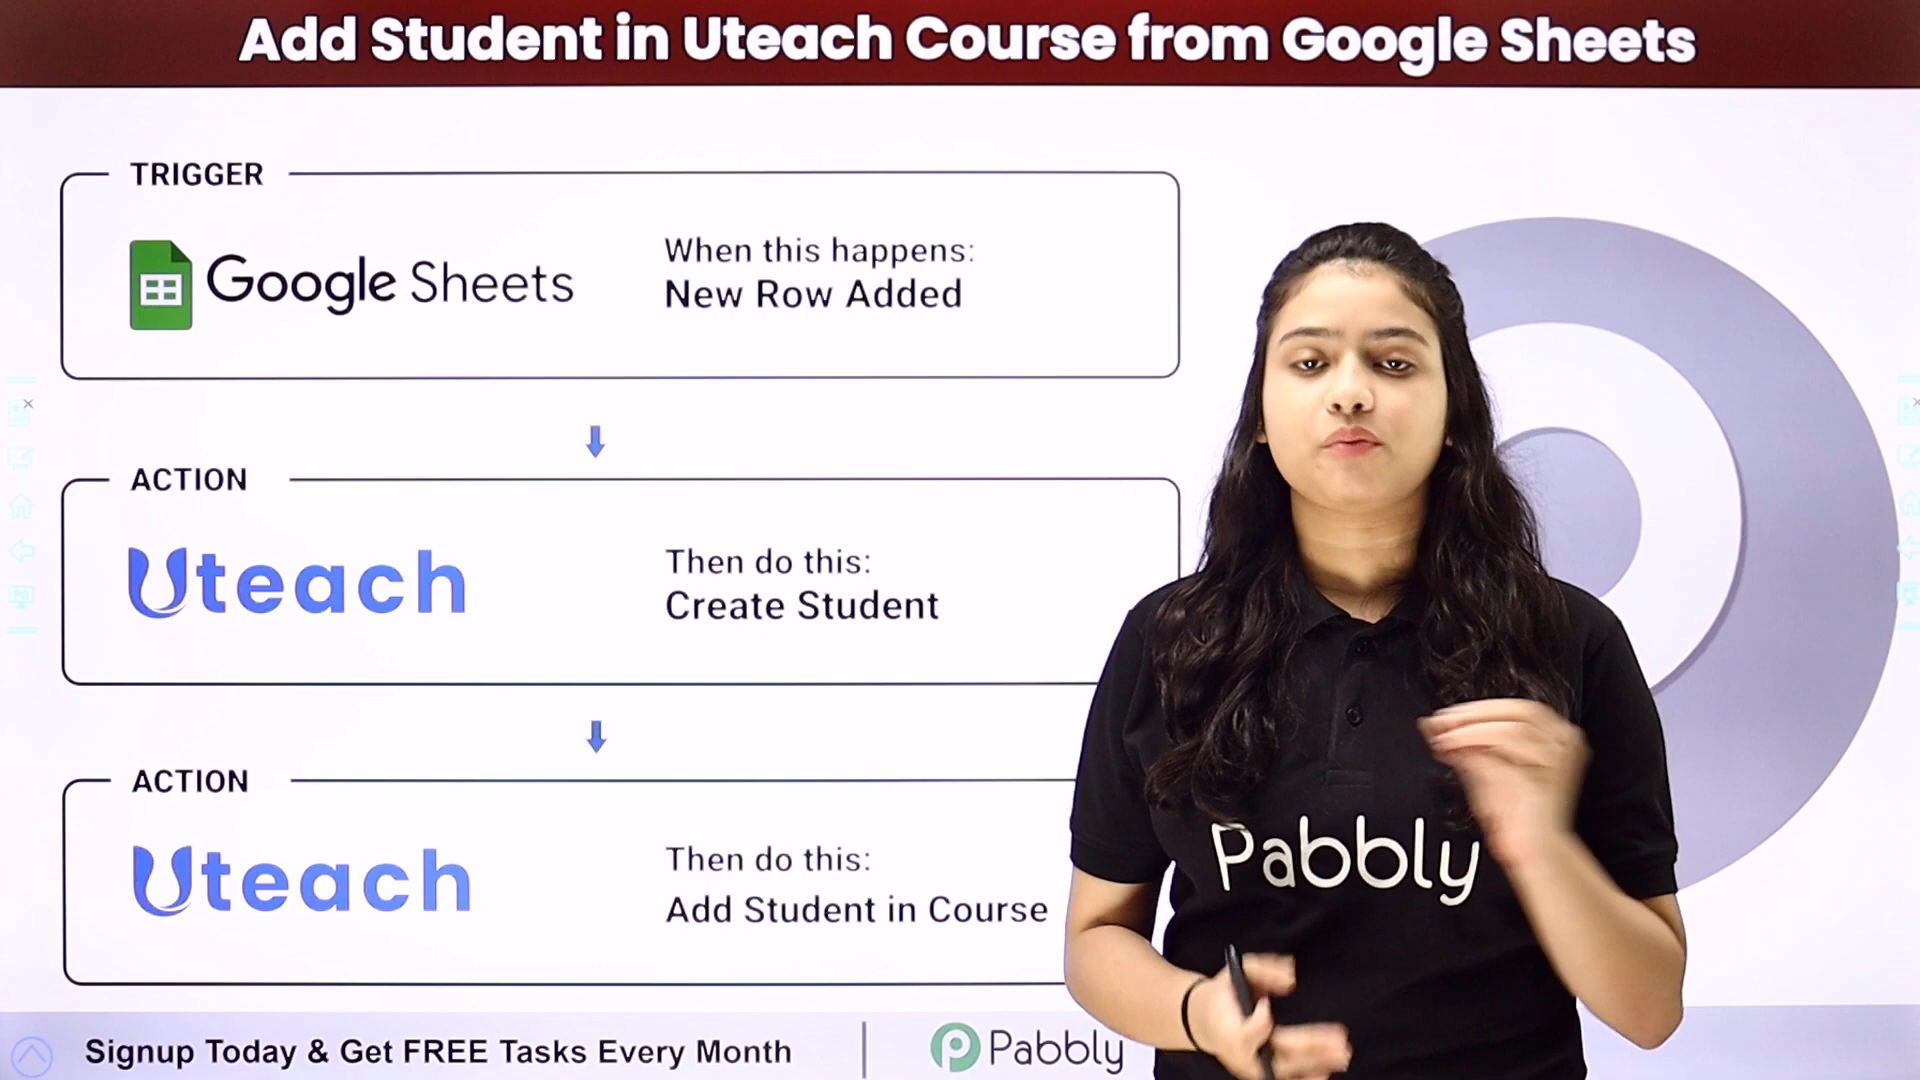 Add Student in Uteach Course from Google Sheets
TRIGGER
Google Sheets
When this happens:
New Row Added
ACTION
Uteach
Then do this:
Create Student
ACTION
Uteach
Then do this:
Add Student in Course
Pabbly
Signup Today & Get FREE Tasks Every Month
Pabbly